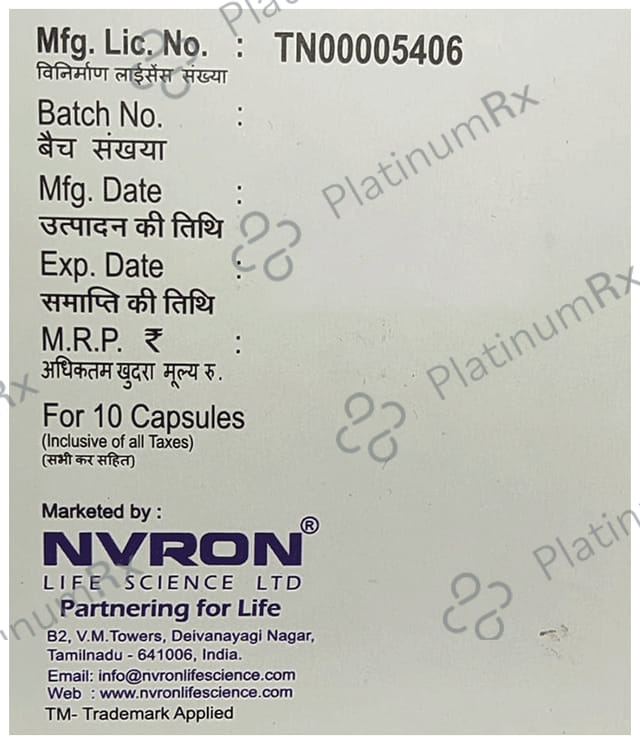 Mfg. Lic. No. : TN00005406
विनिर्माण लाईसेंस संख्या
Batch No. :
बैच संखया
Mfg. Date :
उत्पादन की तिथि
Exp. Date :
समाप्ति की तिथि
M.R.P. ₹ :
अधिकतम खुदरा मूल्य रु.
For 10 Capsules
(Inclusive of all Taxes)
(सभी कर सहित)
Marketed by :
NVRON®
LIFE SCIENCE LTD
Partnering for Life
B2, V.M.Towers, Deivanayagi Nagar,
Tamilnadu - 641006, India.
Email: info@nvronlifescience.com
Web : www.nvronlifescience.com
TM- Trademark Applied
PlatinumRx
PlatinumRx